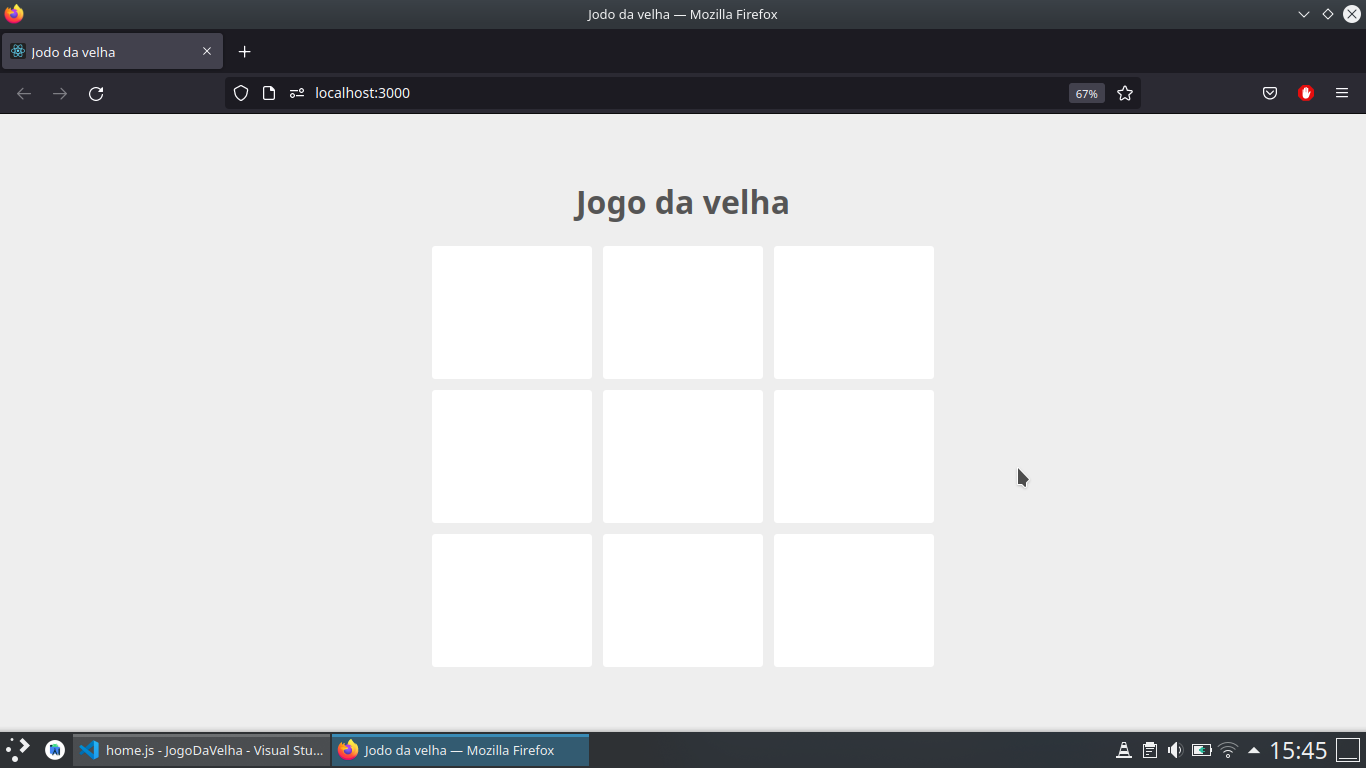 Jodo da velha — Mozilla Firefox
Jodo da velha
localhost:3000
67%
Jogo da velha
home.js - JogoDaVelha - Visual Stu...
Jodo da velha — Mozilla Firefox
15:45